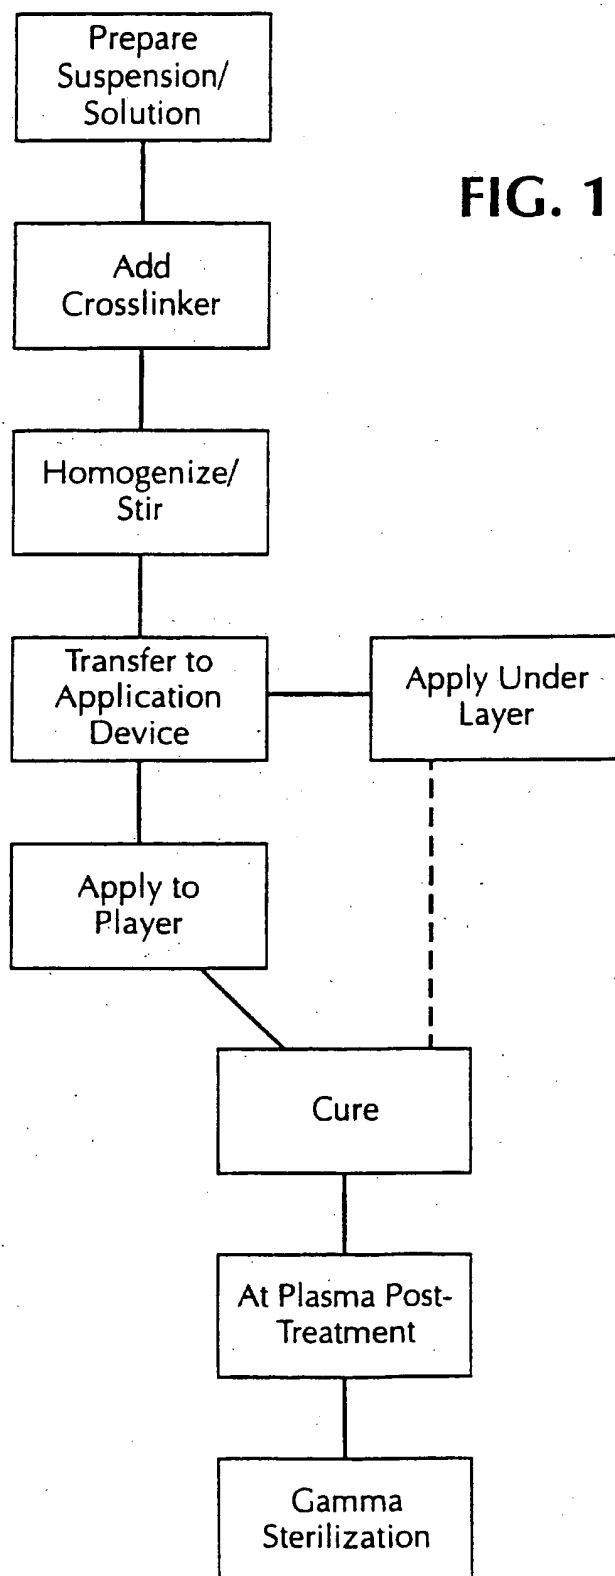 Prepare
Suspension/
Solution
FIG. 1
Add
Crosslinker
Homogenize/
Stir
Transfer to
Application
Device
Apply Under
Layer
Apply to
Player
Cure
At Plasma Post-
Treatment
Gamma
Sterilization